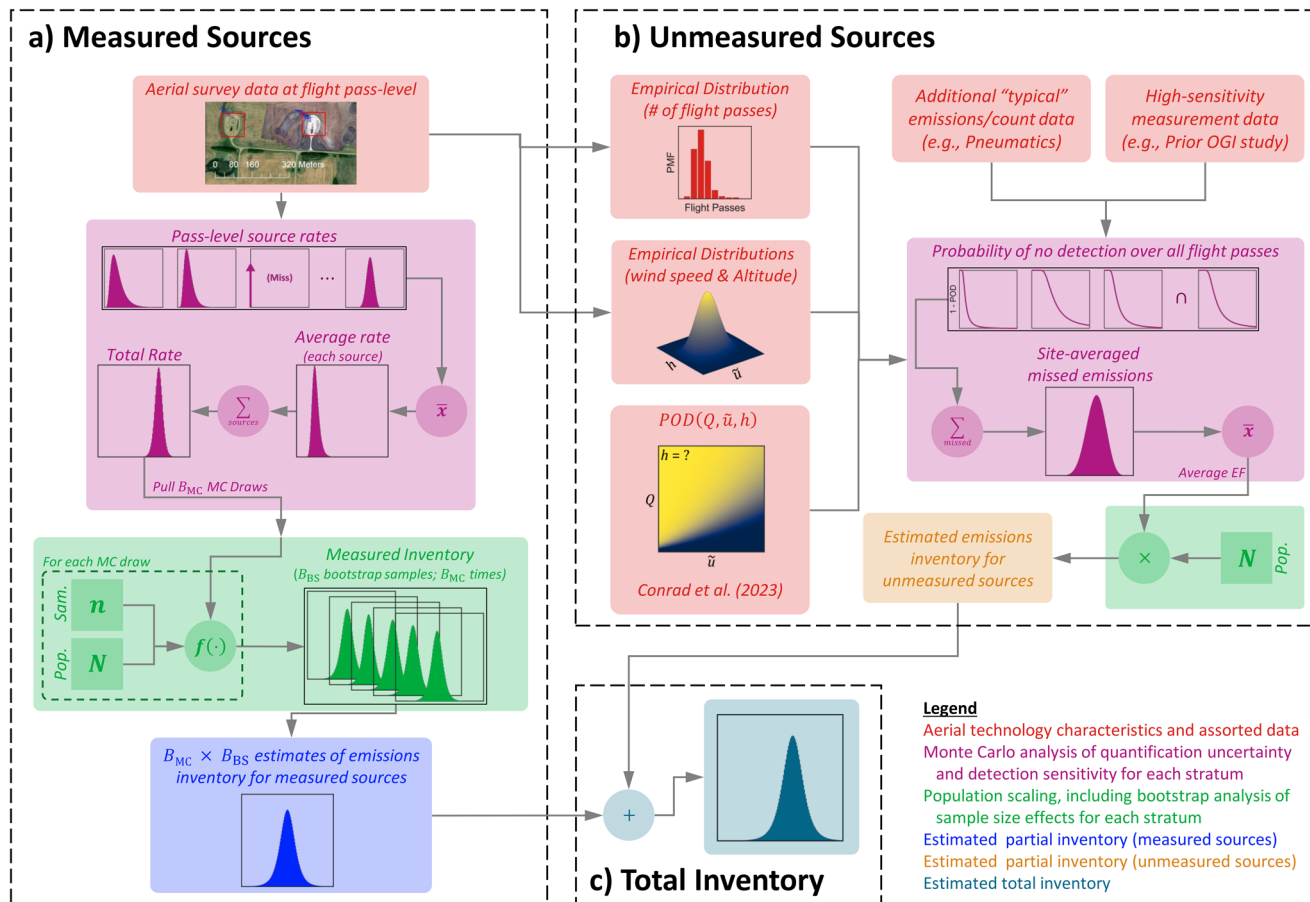 a) Measured Sources
Aerial survey data at flight pass-level
0 80 160 320 Meters
Pass-level source rates
(Miss)
...
Average rate
(each source)
Total Rate
∑
sources
x̄
Pull B_MC MC Draws
For each MC draw
Sam.
n
Pop.
N
f(·)
Measured Inventory
(B_BS bootstrap samples; B_MC times)
B_MC × B_BS estimates of emissions
inventory for measured sources
b) Unmeasured Sources
Empirical Distribution
(# of flight passes)
PMF
Flight Passes
Empirical Distributions
(wind speed & Altitude)
h
ũ
POD(Q, ũ, h)
h = ?
Q
ũ
Conrad et al. (2023)
Additional “typical”
emissions/count data
(e.g., Pneumatics)
High-sensitivity
measurement data
(e.g., Prior OGI study)
Probability of no detection over all flight passes
1 - POD
∩
Site-averaged
missed emissions
∑
missed
x̄
Average EF
×
N
Pop.
Estimated emissions
inventory for
unmeasured sources
+
c) Total Inventory
Legend
Aerial technology characteristics and assorted data
Monte Carlo analysis of quantification uncertainty
and detection sensitivity for each stratum
Population scaling, including bootstrap analysis of
sample size effects for each stratum
Estimated partial inventory (measured sources)
Estimated partial inventory (unmeasured sources)
Estimated total inventory